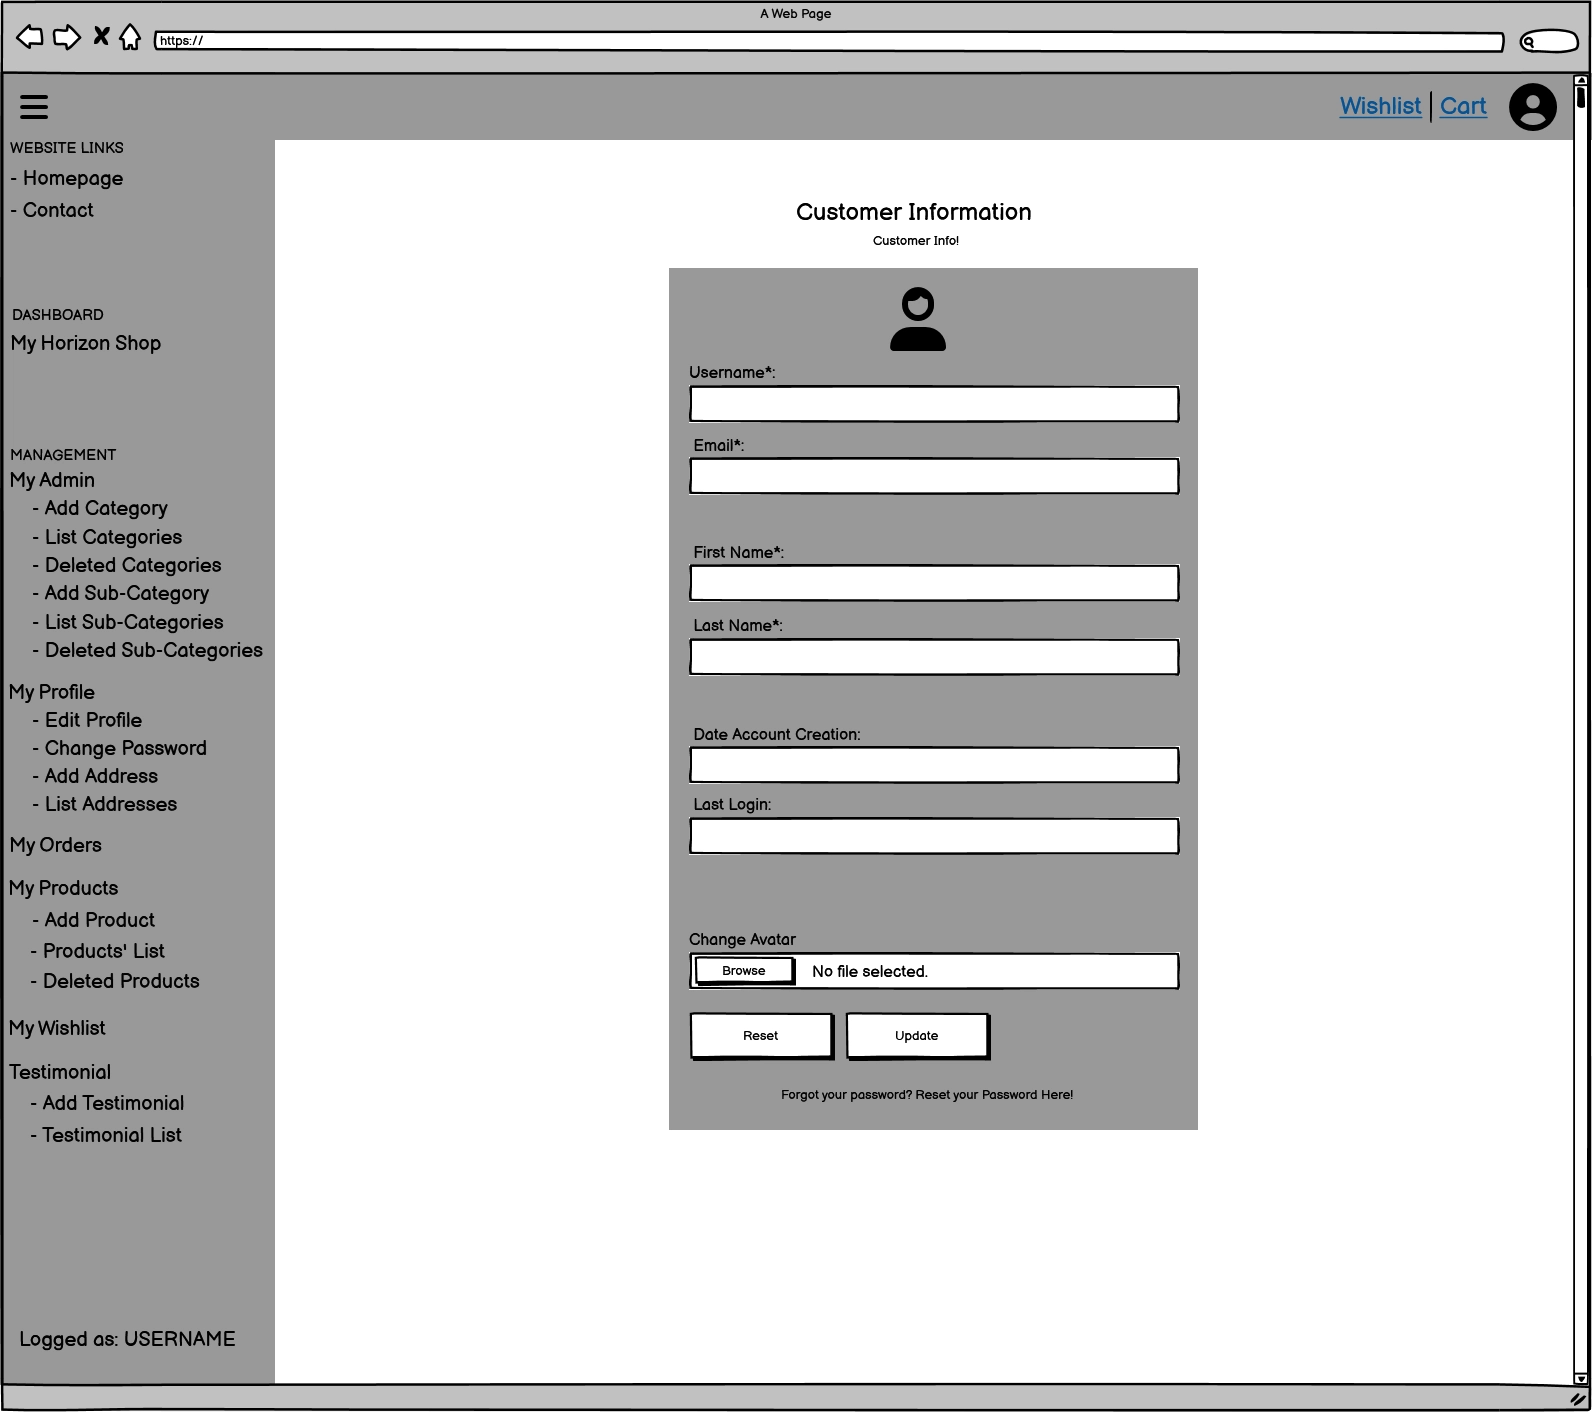 A Web Page
https://
Wishlist | Cart
WEBSITE LINKS
- Homepage
- Contact
DASHBOARD
My Horizon Shop
MANAGEMENT
My Admin
- Add Category
- List Categories
- Deleted Categories
- Add Sub-Category
- List Sub-Categories
- Deleted Sub-Categories
My Profile
- Edit Profile
- Change Password
- Add Address
- List Addresses
My Orders
My Products
- Add Product
- Products' List
- Deleted Products
My Wishlist
Testimonial
- Add Testimonial
- Testimonial List
Logged as: USERNAME
Customer Information
Customer Info!
Username*:
Email*:
First Name*:
Last Name*:
Date Account Creation:
Last Login:
Change Avatar
Browse No file selected.
Reset Update
Forgot your password? Reset your Password Here!